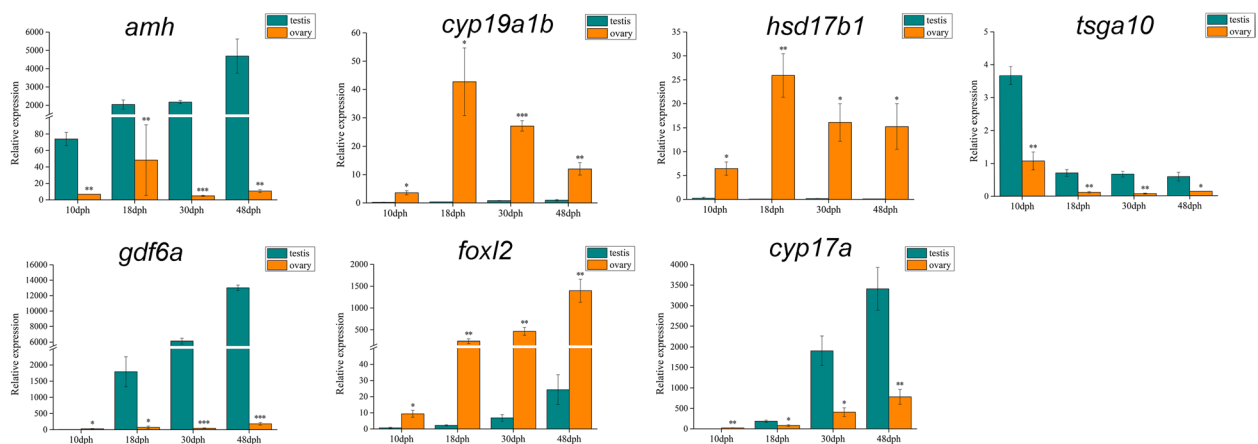 amh
testis
ovary
Relative expression
6000
5000
4000
3000
2000
80
60
40
20
0
**
**
***
**
10dph 18dph 30dph 48dph
cyp19a1b
testis
ovary
Relative expression
60
50
40
30
20
10
0
*
*
***
**
10dph 18dph 30dph 48dph
hsd17b1
testis
ovary
Relative expression
35
30
25
20
15
10
5
0
*
**
*
*
10dph 18dph 30dph 48dph
tsga10
testis
ovary
Relative expression
5
4
3
2
1
0
**
**
**
*
10dph 18dph 30dph 48dph
gdf6a
testis
ovary
Relative expression
16000
14000
12000
10000
8000
6000
2000
1500
1000
500
0
*
*
***
***
10dph 18dph 30dph 48dph
foxl2
testis
ovary
Relative expression
2000
1500
1000
500
40
30
20
10
0
*
**
**
**
10dph 18dph 30dph 48dph
cyp17a
testis
ovary
Relative expression
4000
3500
3000
2500
2000
1500
1000
500
0
**
*
*
**
10dph 18dph 30dph 48dph